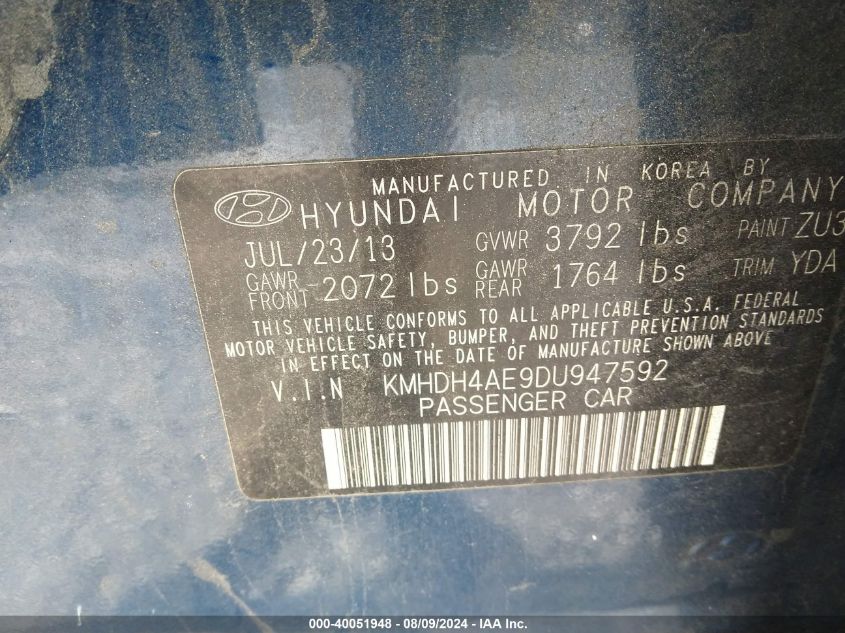 MANUFACTURED IN KOREA BY
HYUNDAI MOTOR COMPANY
JUL/23/13 GVWR 3792 lbs PAINT ZU3
GAWR FRONT 2072 lbs GAWR REAR 1764 lbs TRIM YDA
THIS VEHICLE CONFORMS TO ALL APPLICABLE U.S.A. FEDERAL
MOTOR VEHICLE SAFETY, BUMPER, AND THEFT PREVENTION STANDARDS
IN EFFECT ON THE DATE OF MANUFACTURE SHOWN ABOVE
V.I.N KMHDH4AE9DU947592
PASSENGER CAR
000-40051948 - 08/09/2024 - IAA Inc.